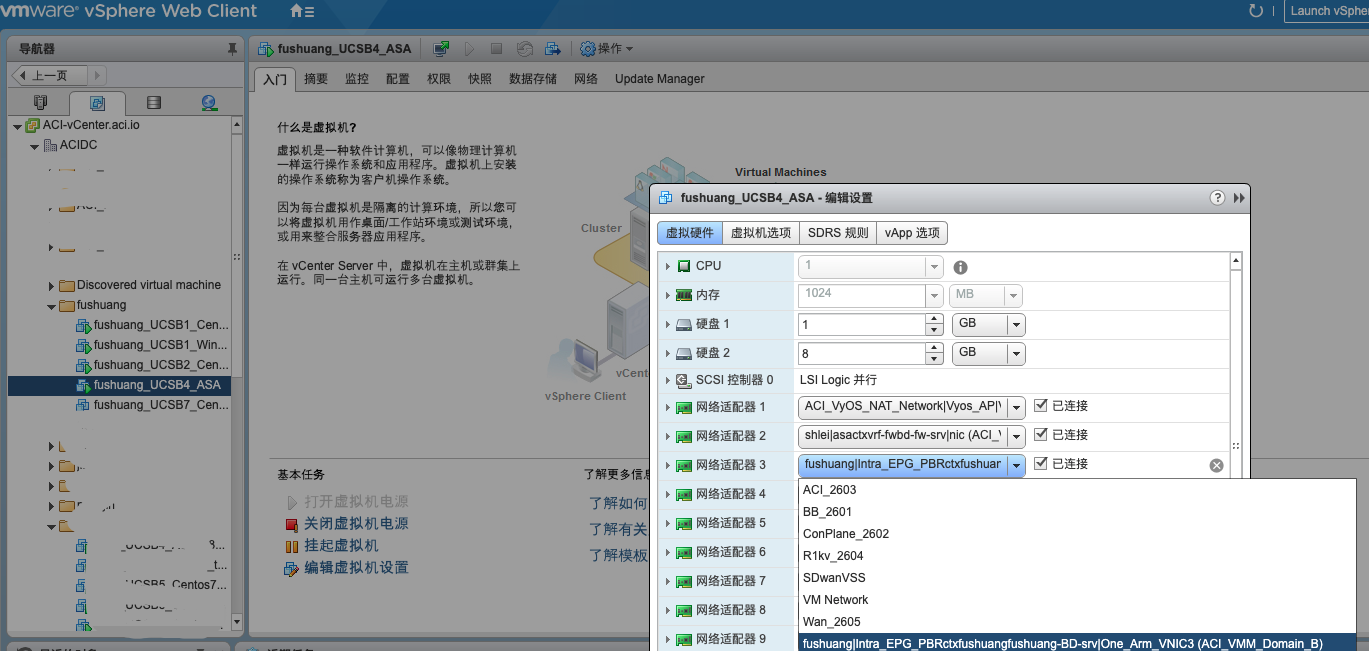 vmware® vSphere Web Client
Launch vSpher
导航器
上一页
ACI-vCenter.aci.io
ACIDC
Discovered virtual machine
fushuang
fushuang_UCSB1_Cen...
fushuang_UCSB1_Win...
fushuang_UCSB2_Cen...
fushuang_UCSB4_ASA
fushuang_UCSB7_Cen...
_t...
UCSB5_Centos7...
fushuang_UCSB4_ASA
操作
入门 摘要 监控 配置 权限 快照 数据存储 网络 Update Manager
什么是虚拟机?
虚拟机是一种软件计算机，可以像物理计算机
一样运行操作系统和应用程序。虚拟机上安装
的操作系统称为客户机操作系统。
因为每台虚拟机是隔离的计算环境，所以您可
以将虚拟机用作桌面/工作站环境或测试环境，
或用来整合服务器应用程序。
在 vCenter Server 中，虚拟机在主机或群集上
运行。同一台主机可运行多台虚拟机。
Virtual Machines
Cluster
vCent
vSphere Client
基本任务
打开虚拟机电源
关闭虚拟机电源
挂起虚拟机
编辑虚拟机设置
了解更多信息
了解如何
了解有关
了解模板
fushuang_UCSB4_ASA - 编辑设置
虚拟硬件 虚拟机选项 SDRS 规则 vApp 选项
CPU 1
内存 1024 MB
硬盘 1 1 GB
硬盘 2 8 GB
SCSI 控制器 0 LSI Logic 并行
网络适配器 1 ACI_VyOS_NAT_Network|Vyos_AP|\ 已连接
网络适配器 2 shlei|asactxvrf-fwbd-fw-srv|nic (ACI_\ 已连接
网络适配器 3 fushuang|Intra_EPG_PBRctxfushuar 已连接
网络适配器 4
网络适配器 5
网络适配器 6
网络适配器 7
网络适配器 8
网络适配器 9
ACI_2603
BB_2601
ConPlane_2602
R1kv_2604
SDwanVSS
VM Network
Wan_2605
fushuang|Intra_EPG_PBRctxfushuangfushuang-BD-srv|One_Arm_VNIC3 (ACI_VMM_Domain_B)